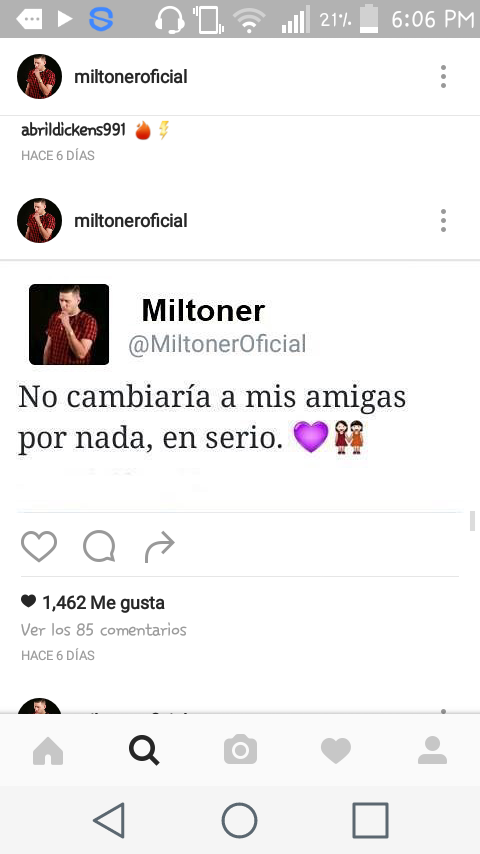 21% 6:06 PM
miltoneroficial
abrildickens991 🔥⚡
HACE 6 DÍAS
miltoneroficial
Miltoner
@MiltonerOficial
No cambiaría a mis amigas
por nada, en serio. 💜👭
1,462 Me gusta
Ver los 85 comentarios
HACE 6 DÍAS